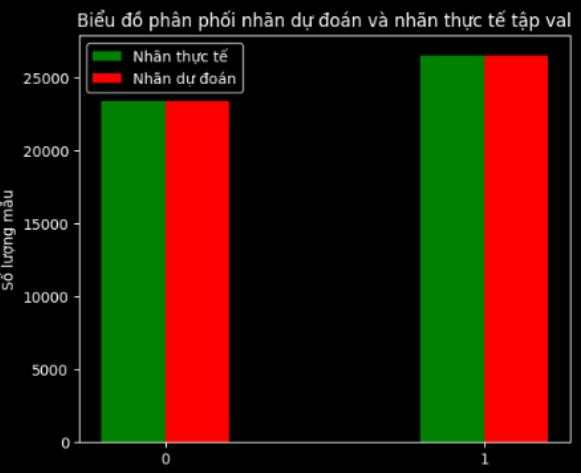 Biểu đồ phân phối nhãn dự đoán và nhãn thực tế tập val
Nhãn thực tế
Nhãn dự đoán
Số lượng mẫu
25000
20000
15000
10000
5000
0
0 1